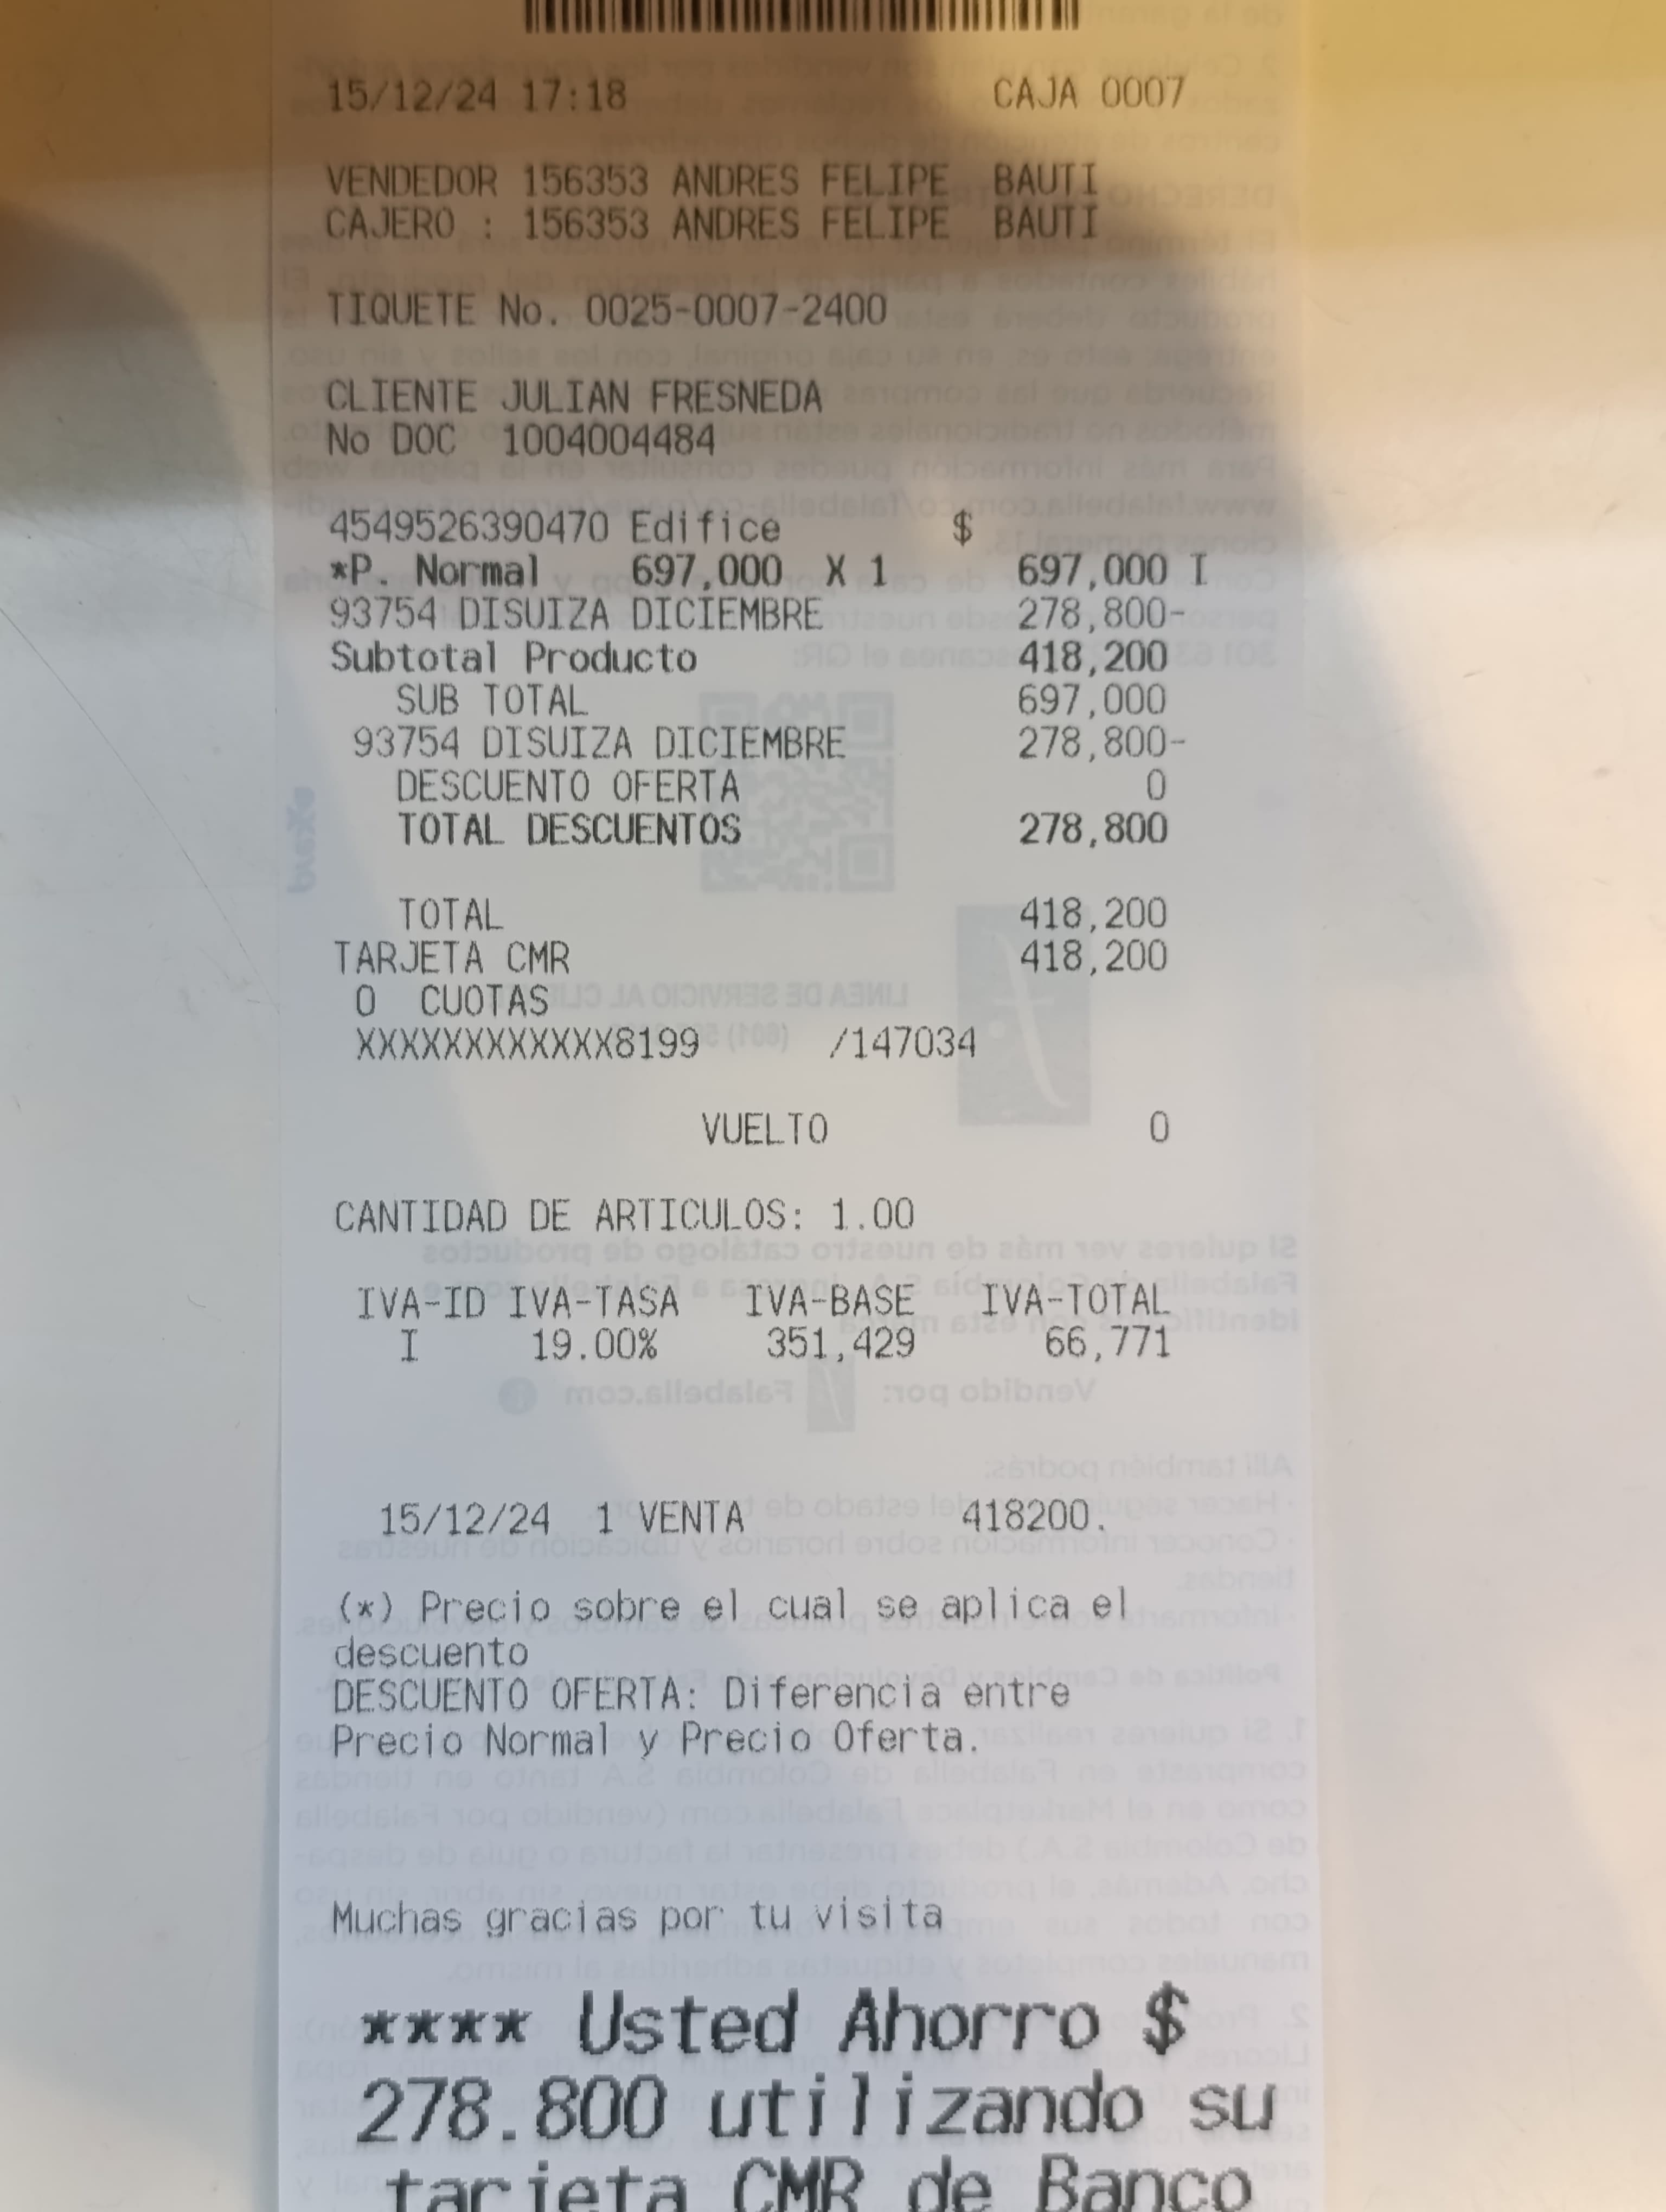 15/12/24 17:18 CAJA 0007
VENDEDOR 156353 ANDRES FELIPE BAUTI
CAJERO : 156353 ANDRES FELIPE BAUTI
TIQUETE No. 0025-0007-2400
CLIENTE JULIAN FRESNEDA
No DOC 1004004484
4549526390470 Edifice $
*P. Normal 697,000 X 1 697,000 I
93754 DISUIZA DICIEMBRE 278,800-
Subtotal Producto 418,200
SUB TOTAL 697,000
93754 DISUIZA DICIEMBRE 278,800-
DESCUENTO OFERTA 0
TOTAL DESCUENTOS 278,800
TOTAL 418,200
TARJETA CMR 418,200
0 CUOTAS
XXXXXXXXXXXX8199 /147034
VUELTO 0
CANTIDAD DE ARTICULOS: 1.00
IVA-ID IVA-TASA IVA-BASE IVA-TOTAL
I 19.00% 351,429 66,771
15/12/24 1 VENTA 418200.
(*) Precio sobre el cual se aplica el
descuento
DESCUENTO OFERTA: Diferencia entre
Precio Normal y Precio Oferta.
Muchas gracias por tu visita
**** Usted Ahorro $
278.800 utilizando su
tarjeta CMR de Banco